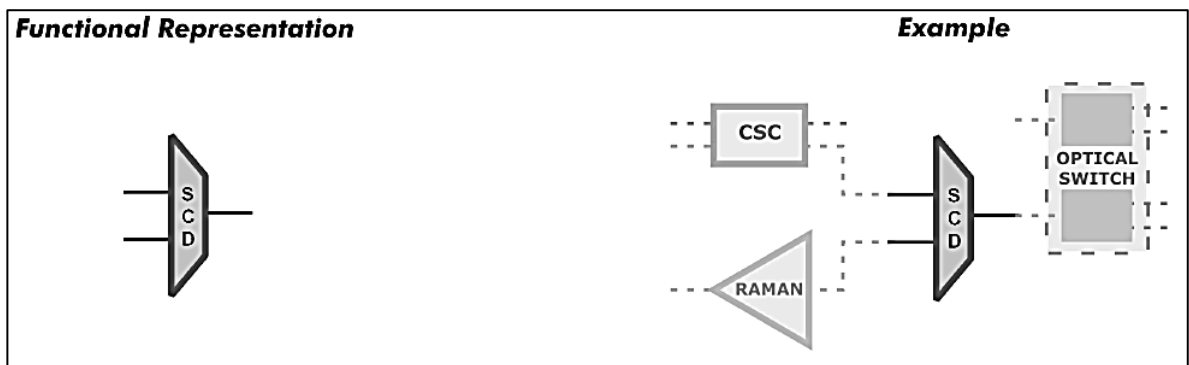 Functional Representation
Example
S
C
D
CSC
RAMAN
S
C
D
OPTICAL
SWITCH